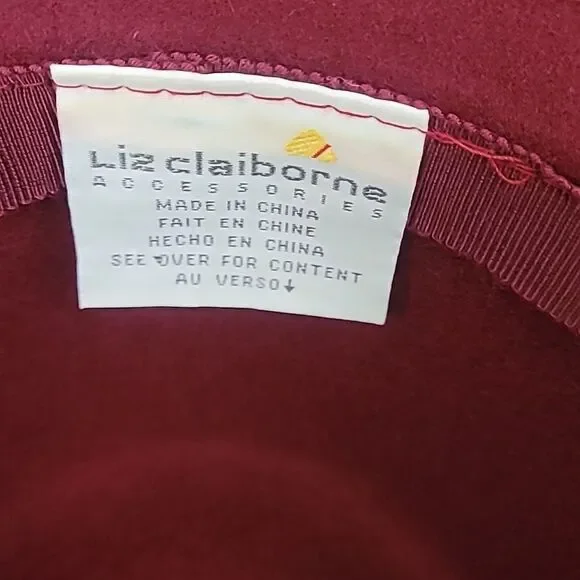 Liz claiborne
ACCESSORIES
MADE IN CHINA
FAIT EN CHINE
HECHO EN CHINA
SEE OVER FOR CONTENT
AU VERSO↓